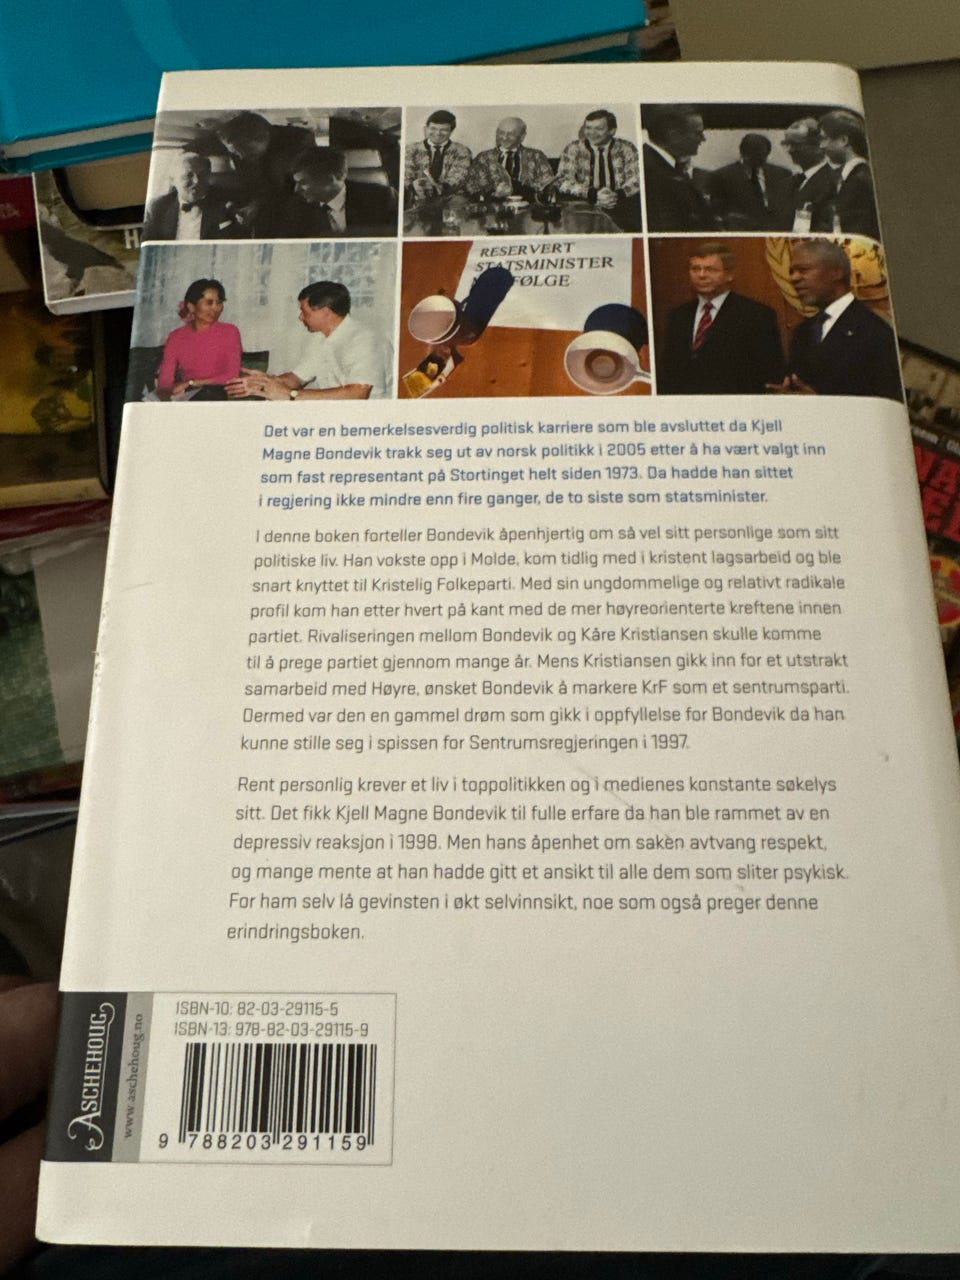 RESERVERT
STATSMINISTER
FØLGE
Det var en bemerkelsesverdig politisk karriere som ble avsluttet da Kjell
Magne Bondevik trakk seg ut av norsk politikk i 2005 etter å ha vært valgt inn
som fast representant på Stortinget helt siden 1973. Da hadde han sittet
i regjering ikke mindre enn fire ganger, de to siste som statsminister.
I denne boken forteller Bondevik åpenhjertig om så vel sitt personlige som sitt
politiske liv. Han vokste opp i Molde, kom tidlig med i kristent lagsarbeid og ble
snart knyttet til Kristelig Folkeparti. Med sin ungdommelige og relativt radikale
profil kom han etter hvert på kant med de mer høyreorienterte kreftene innen
partiet. Rivaliseringen mellom Bondevik og Kåre Kristiansen skulle komme
til å prege partiet gjennom mange år. Mens Kristiansen gikk inn for et utstrakt
samarbeid med Høyre, ønsket Bondevik å markere KrF som et sentrumsparti.
Dermed var den en gammel drøm som gikk i oppfyllelse for Bondevik da han
kunne stille seg i spissen for Sentrumsregjeringen i 1997.
Rent personlig krever et liv i toppolitikken og i medienes konstante søkelys
sitt. Det fikk Kjell Magne Bondevik til fulle erfare da han ble rammet av en
depressiv reaksjon i 1998. Men hans åpenhet om saken avtvang respekt,
og mange mente at han hadde gitt et ansikt til alle dem som sliter psykisk.
For ham selv lå gevinsten i økt selvinnsikt, noe som også preger denne
erindringsboken.
ISBN-10: 82-03-29115-5
ISBN-13: 978-82-03-29115-9
ASCHEHOUG
www.aschehoug.no
9 788203 291159